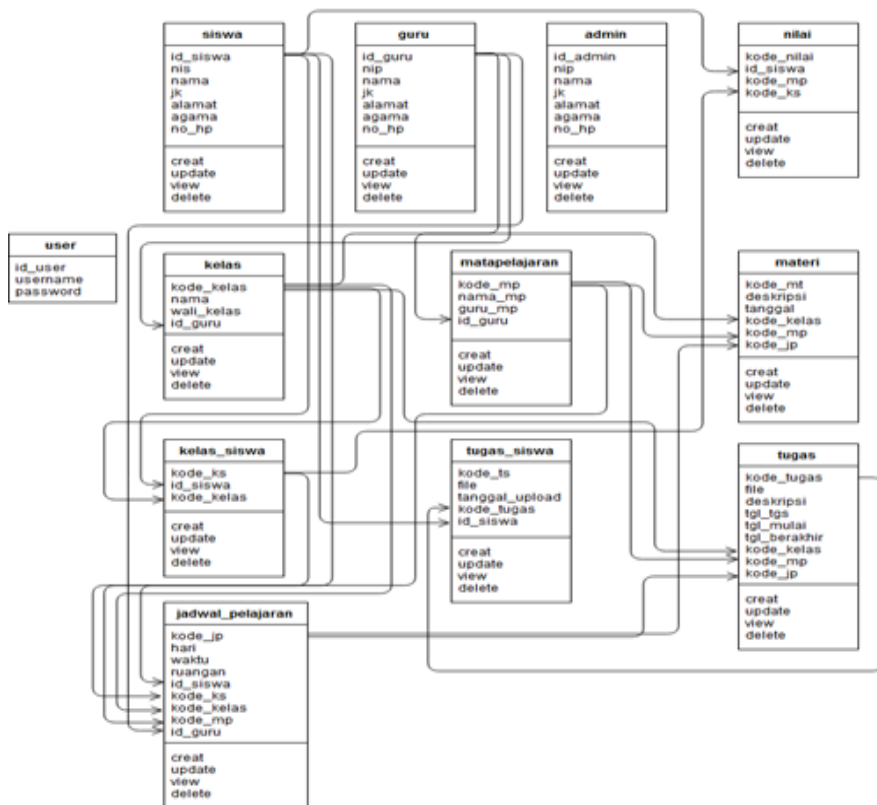 siswa
id_siswa
nis
nama
jk
alamat
agama
no_hp
creat
update
view
delete
guru
id_guru
nip
nama
jk
alamat
agama
no_hp
creat
update
view
delete
admin
id_admin
nip
nama
jk
alamat
agama
no_hp
creat
update
view
delete
nilai
kode_nilai
id_siswa
kode_mp
kode_ks
creat
update
view
delete
user
id_user
username
password
kelas
kode_kelas
nama
wali_kelas
id_guru
creat
update
view
delete
matapelajaran
kode_mp
nama_mp
guru_mp
id_guru
creat
update
view
delete
materi
kode_mt
deskripsi
tanggal
kode_kelas
kode_mp
kode_jp
creat
update
view
delete
kelas_siswa
kode_ks
id_siswa
kode_kelas
creat
update
view
delete
tugas_siswa
kode_ts
file
tanggal_upload
kode_tugas
id_siswa
creat
update
view
delete
tugas
kode_tugas
file
deskripsi
tgl_tgs
tgl_mulai
tgl_berakhir
kode_kelas
kode_mp
kode_jp
creat
update
view
delete
jadwal_pelajaran
kode_jp
hari
waktu
ruangan
id_siswa
kode_ks
kode_kelas
kode_mp
id_guru
creat
update
view
delete